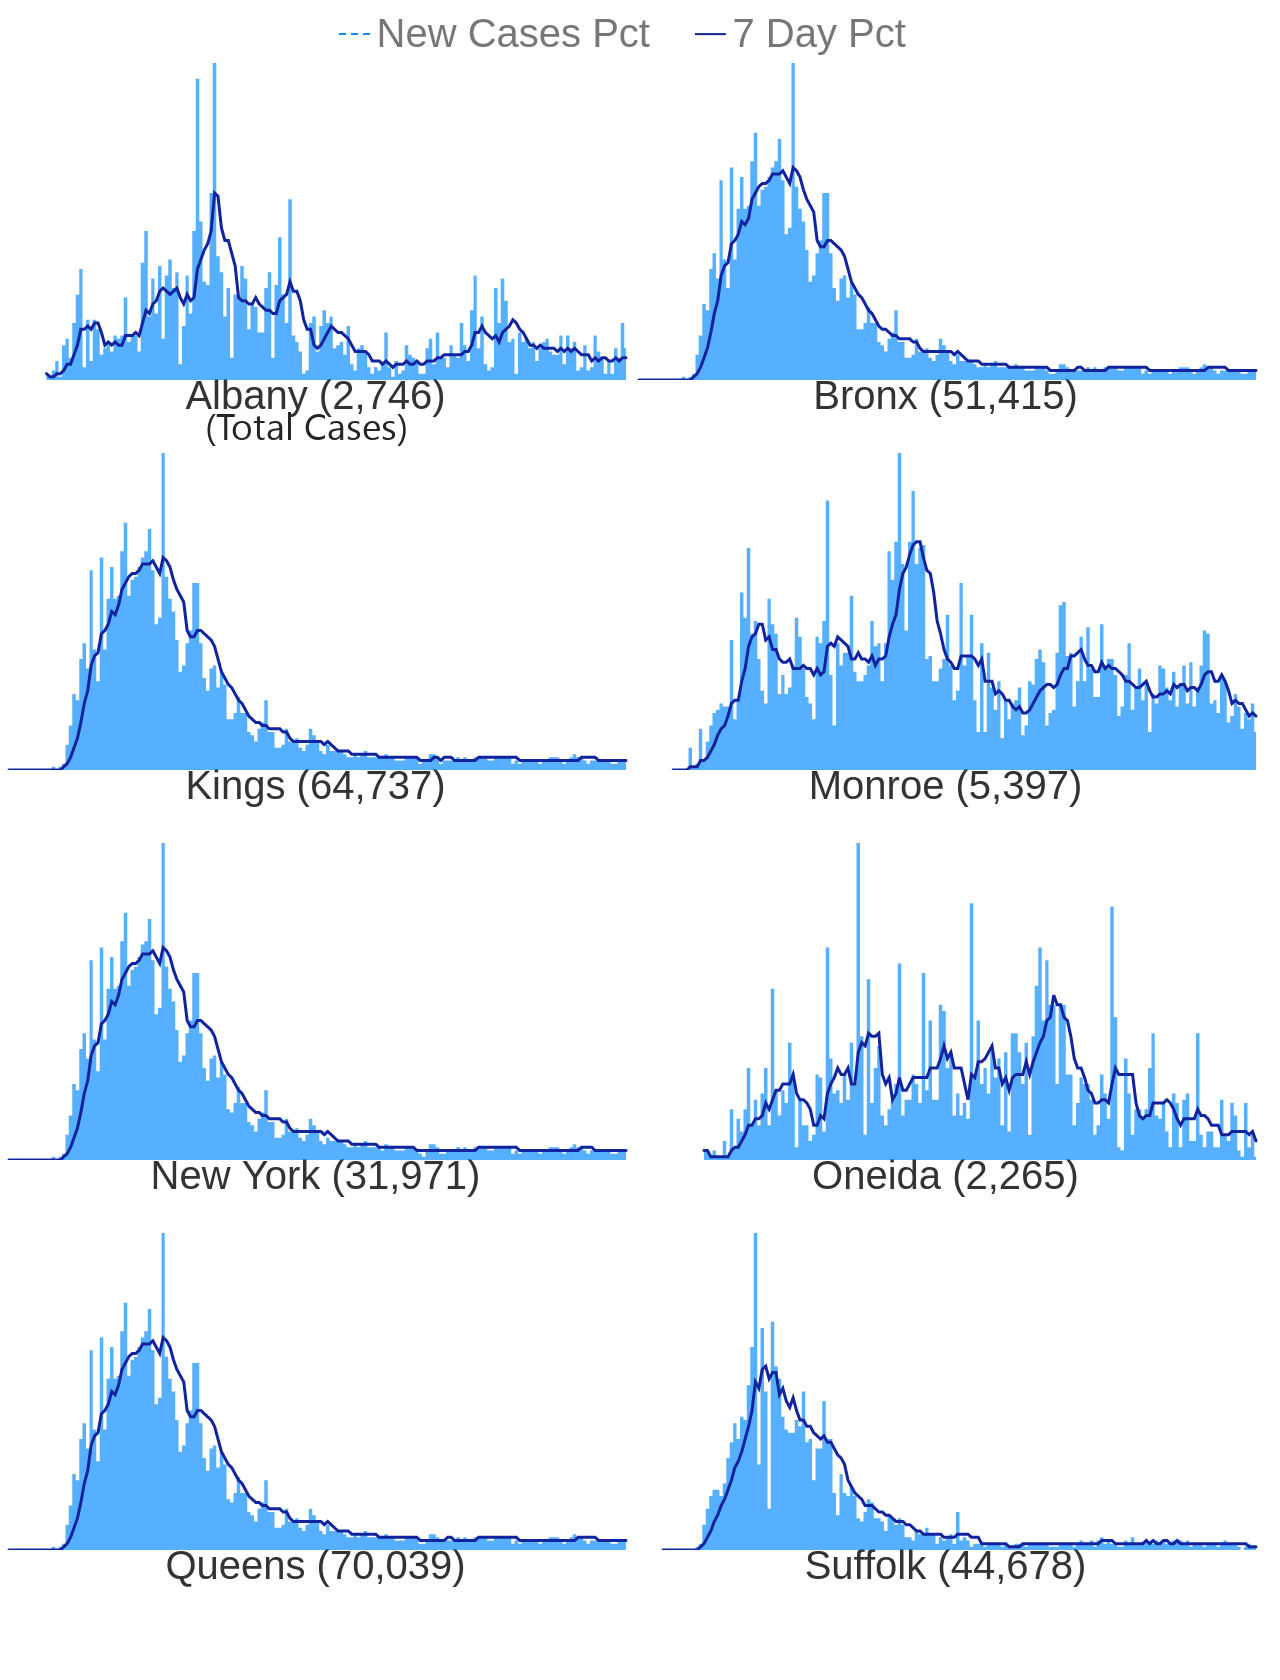 New Cases Pct 7 Day Pct
Albany (2,746) Bronx (51,415)
(Total Cases)
Kings (64,737) Monroe (5,397)
New York (31,971) Oneida (2,265)
Queens (70,039) Suffolk (44,678)